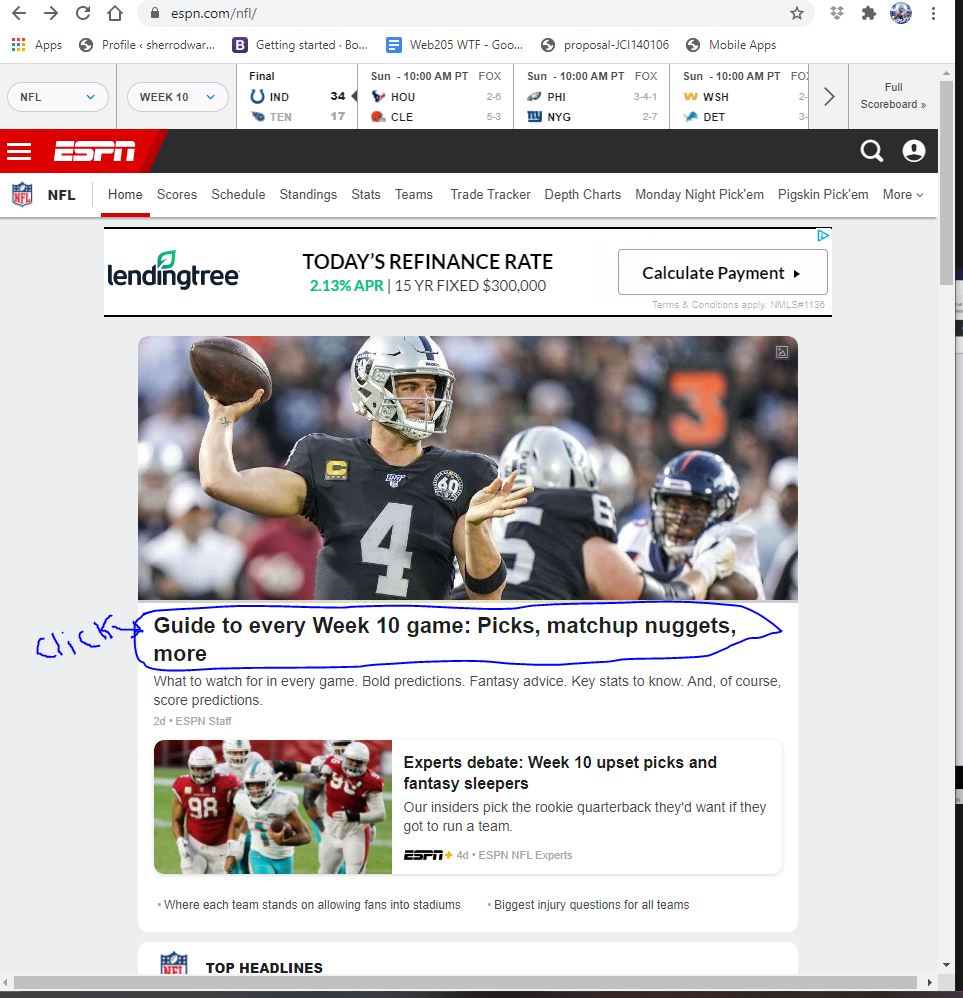 espn.com/nfl/
Apps
Profile ‹ sherrodwar...
B Getting started · Bo...
Web205 WTF - Goo...
proposal-JCI140106
Mobile Apps
NFL
WEEK 10
Final
IND 34
TEN 17
Sun - 10:00 AM PT FOX
HOU 2-6
CLE 5-3
Sun - 10:00 AM PT FOX
PHI 3-4-1
NYG 2-7
Sun - 10:00 AM PT FO
WSH 2-
DET 3-
Full
Scoreboard »
ESPN
NFL
Home Scores Schedule Standings Stats Teams Trade Tracker Depth Charts Monday Night Pick'em Pigskin Pick'em More
lendingtree
TODAY'S REFINANCE RATE
2.13% APR | 15 YR FIXED $300,000
Calculate Payment
Terms & Conditions apply. NMLS#1136
3
C
60
4
5
6
click
Guide to every Week 10 game: Picks, matchup nuggets,
more
What to watch for in every game. Bold predictions. Fantasy advice. Key stats to know. And, of course,
score predictions.
2d • ESPN Staff
98
Experts debate: Week 10 upset picks and
fantasy sleepers
Our insiders pick the rookie quarterback they'd want if they
got to run a team.
ESPN+ 4d • ESPN NFL Experts
Where each team stands on allowing fans into stadiums
Biggest injury questions for all teams
NFL
TOP HEADLINES